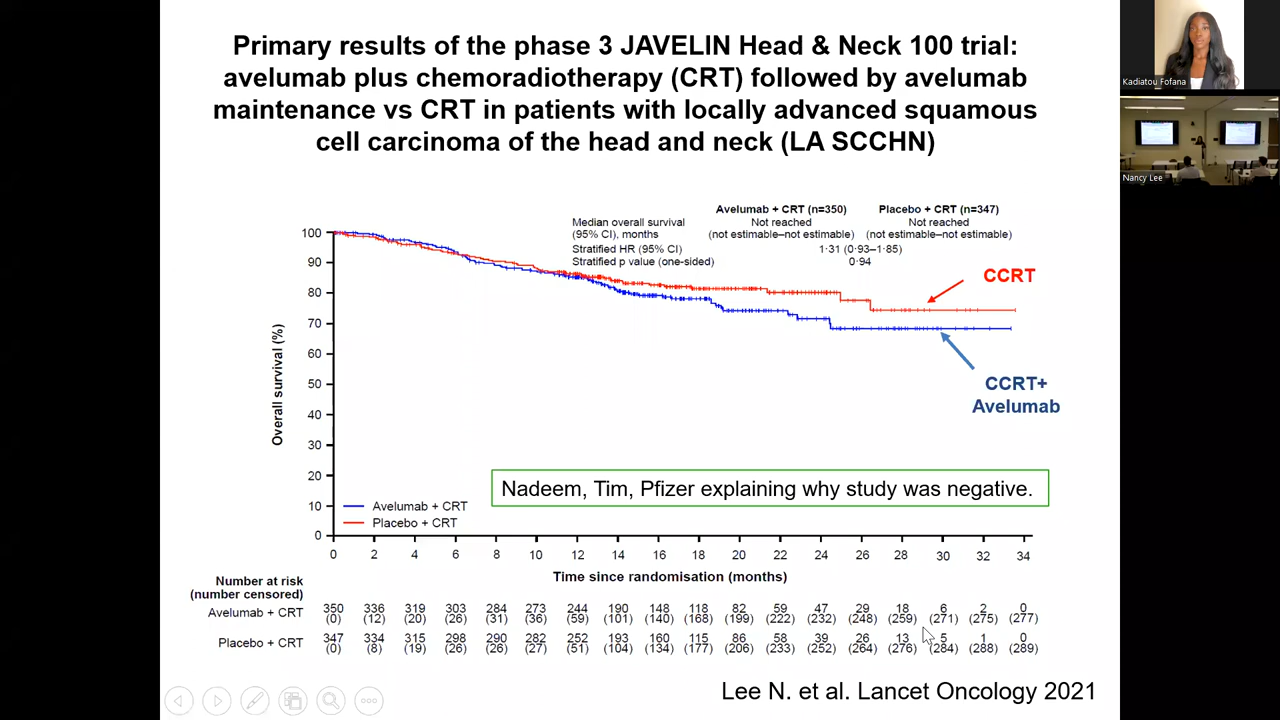 Primary results of the phase 3 JAVELIN Head & Neck 100 trial:
avelumab plus chemoradiotherapy (CRT) followed by avelumab
maintenance vs CRT in patients with locally advanced squamous
cell carcinoma of the head and neck (LA SCCHN)
Kadiatou Fofana
Nancy Lee
Avelumab + CRT (n=350) Placebo + CRT (n=347)
Median overall survival Not reached Not reached
(95% CI), months (not estimable–not estimable) (not estimable–not estimable)
Stratified HR (95% CI) 1·31 (0·93–1·85)
Stratified p value (one-sided) 0·94
CCRT
CCRT+
Avelumab
Overall survival (%)
100
90
80
70
60
50
40
30
20
10
0
Nadeem, Tim, Pfizer explaining why study was negative.
Avelumab + CRT
Placebo + CRT
0 2 4 6 8 10 12 14 16 18 20 22 24 26 28 30 32 34
Time since randomisation (months)
Number at risk
(number censored)
Avelumab + CRT 350 336 319 303 284 273 244 190 148 118 82 59 47 29 18 6 2 0
(0) (12) (20) (26) (31) (36) (59) (101) (140) (168) (199) (222) (232) (248) (259) (271) (275) (277)
Placebo + CRT 347 334 315 298 290 282 252 193 160 115 86 58 39 26 13 5 1 0
(0) (8) (19) (26) (26) (27) (51) (104) (134) (177) (206) (233) (252) (264) (276) (284) (288) (289)
Lee N. et al. Lancet Oncology 2021